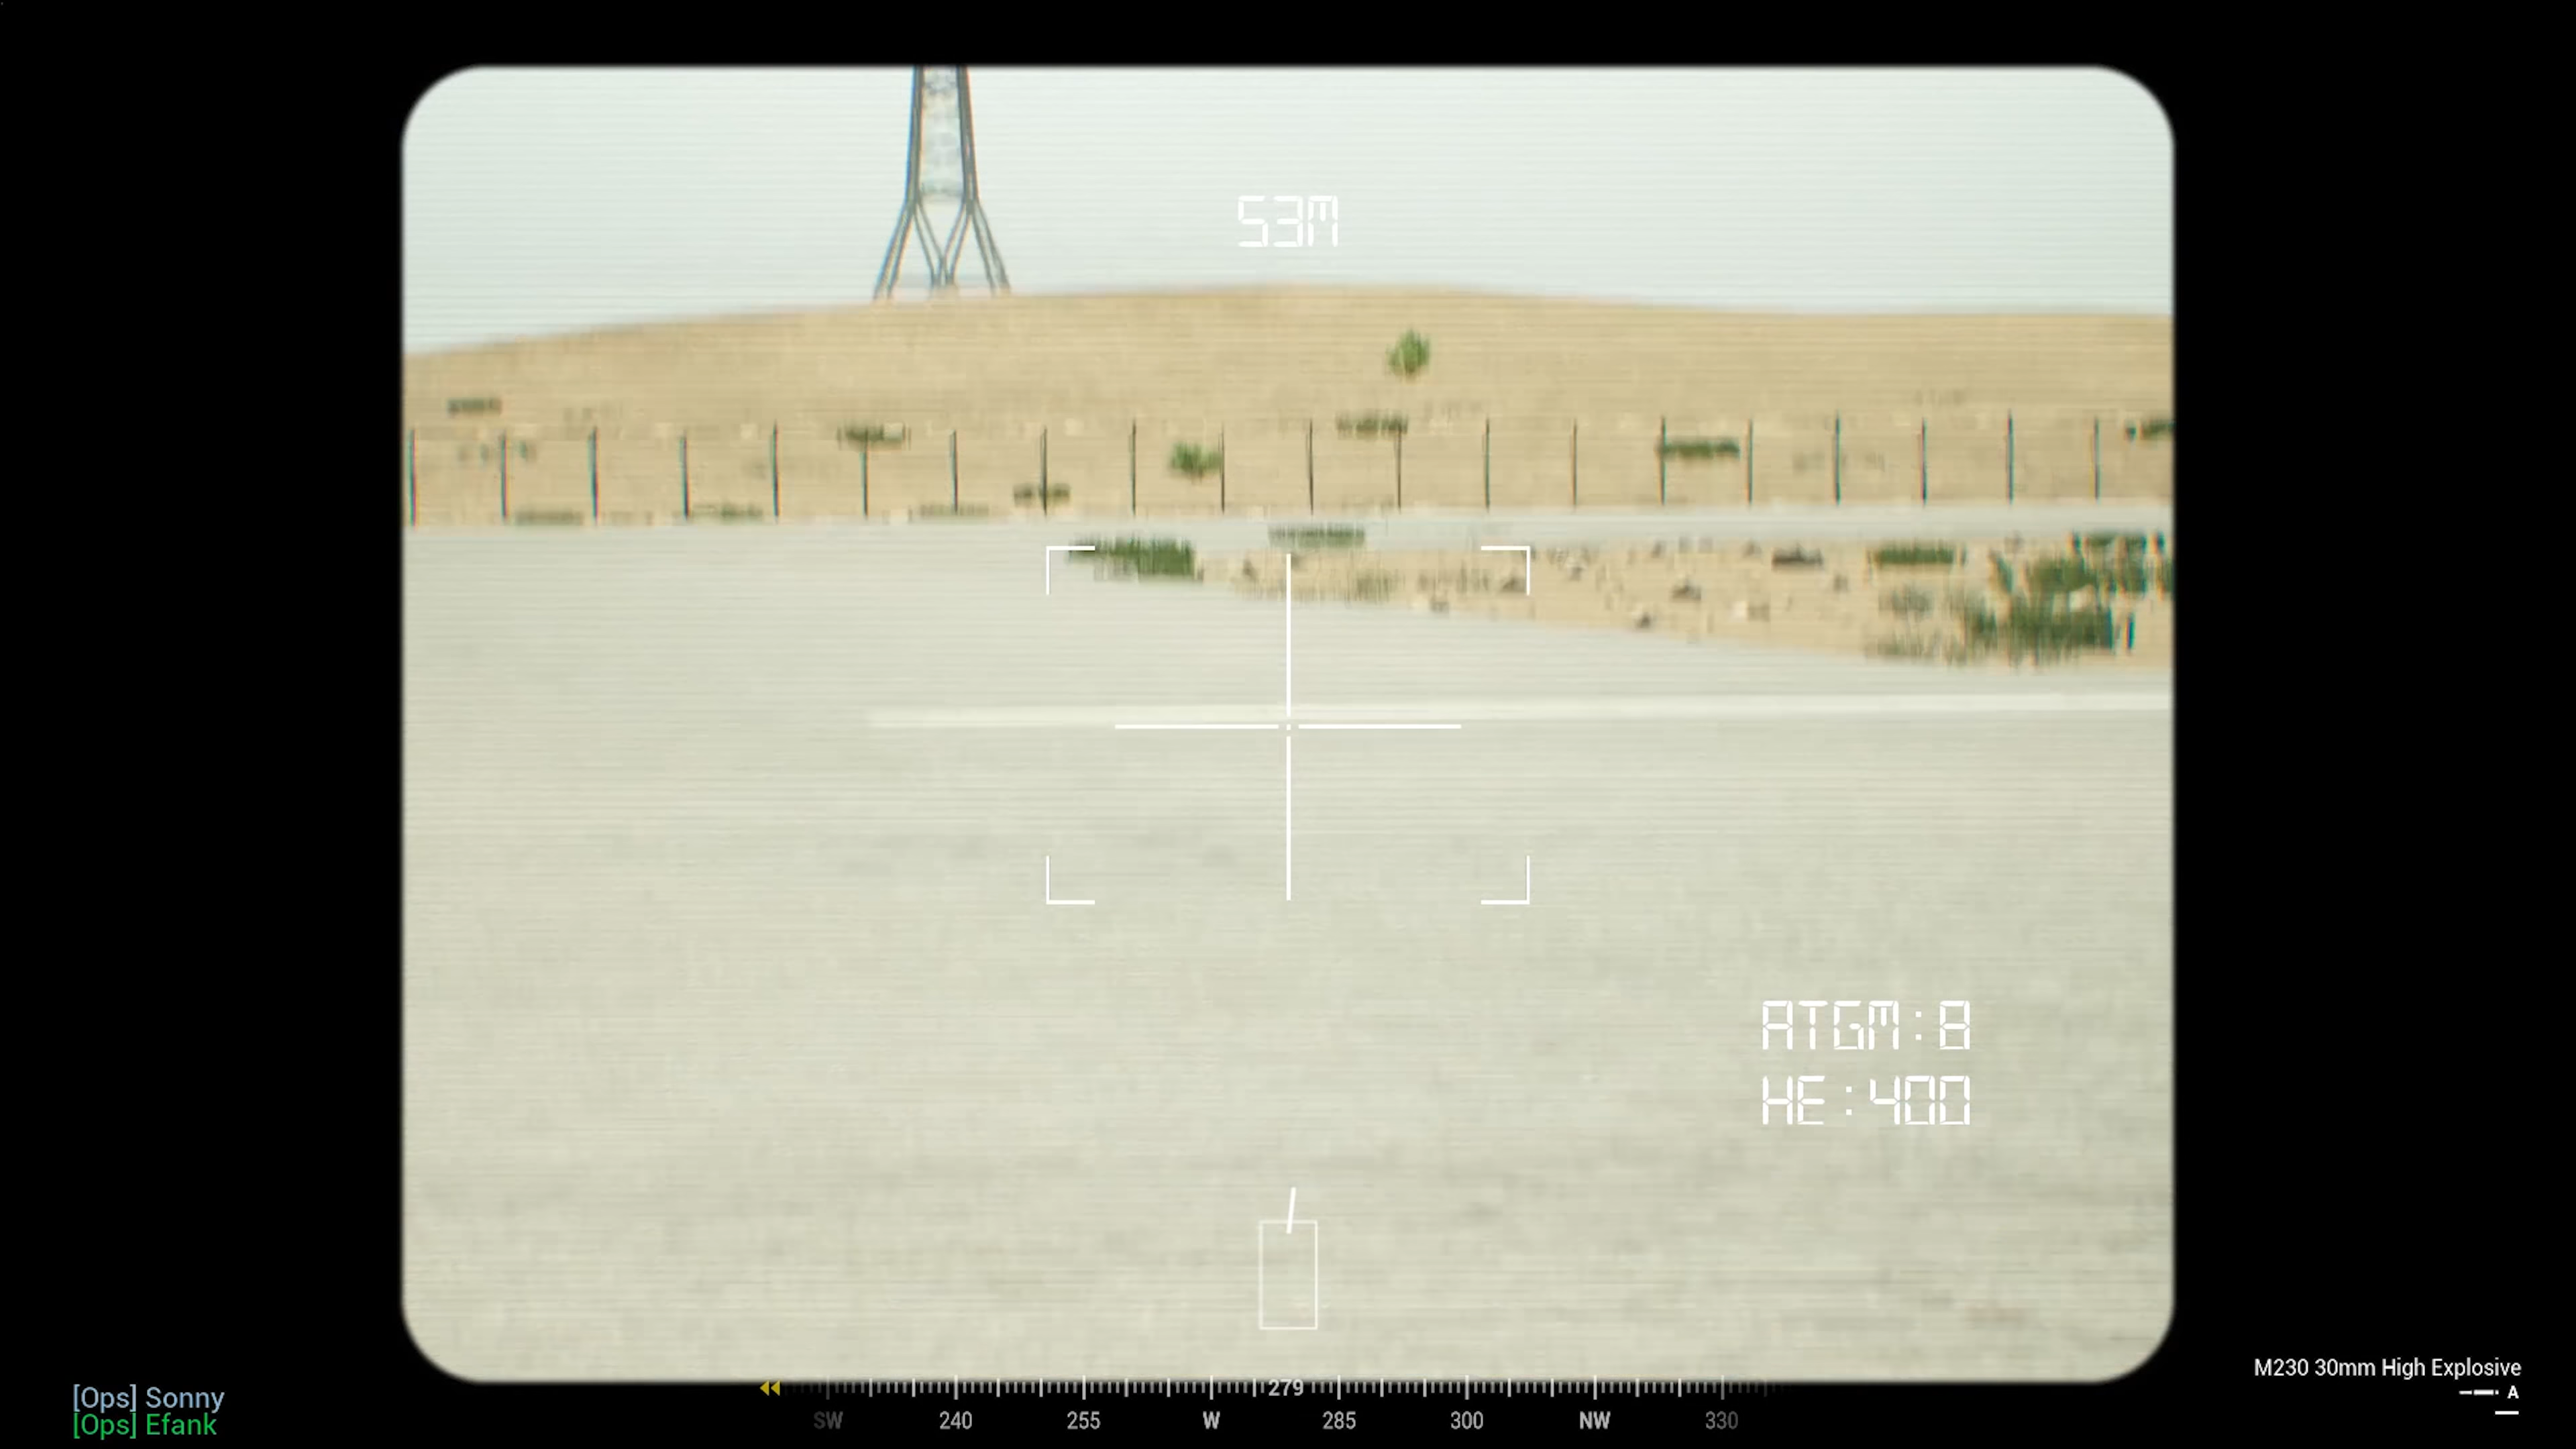 53M
ATGM:8
HE:400
M230 30mm High Explosive
A
[Ops] Sonny
[Ops] Efank
279
SW 240 255 W 285 300 NW 330